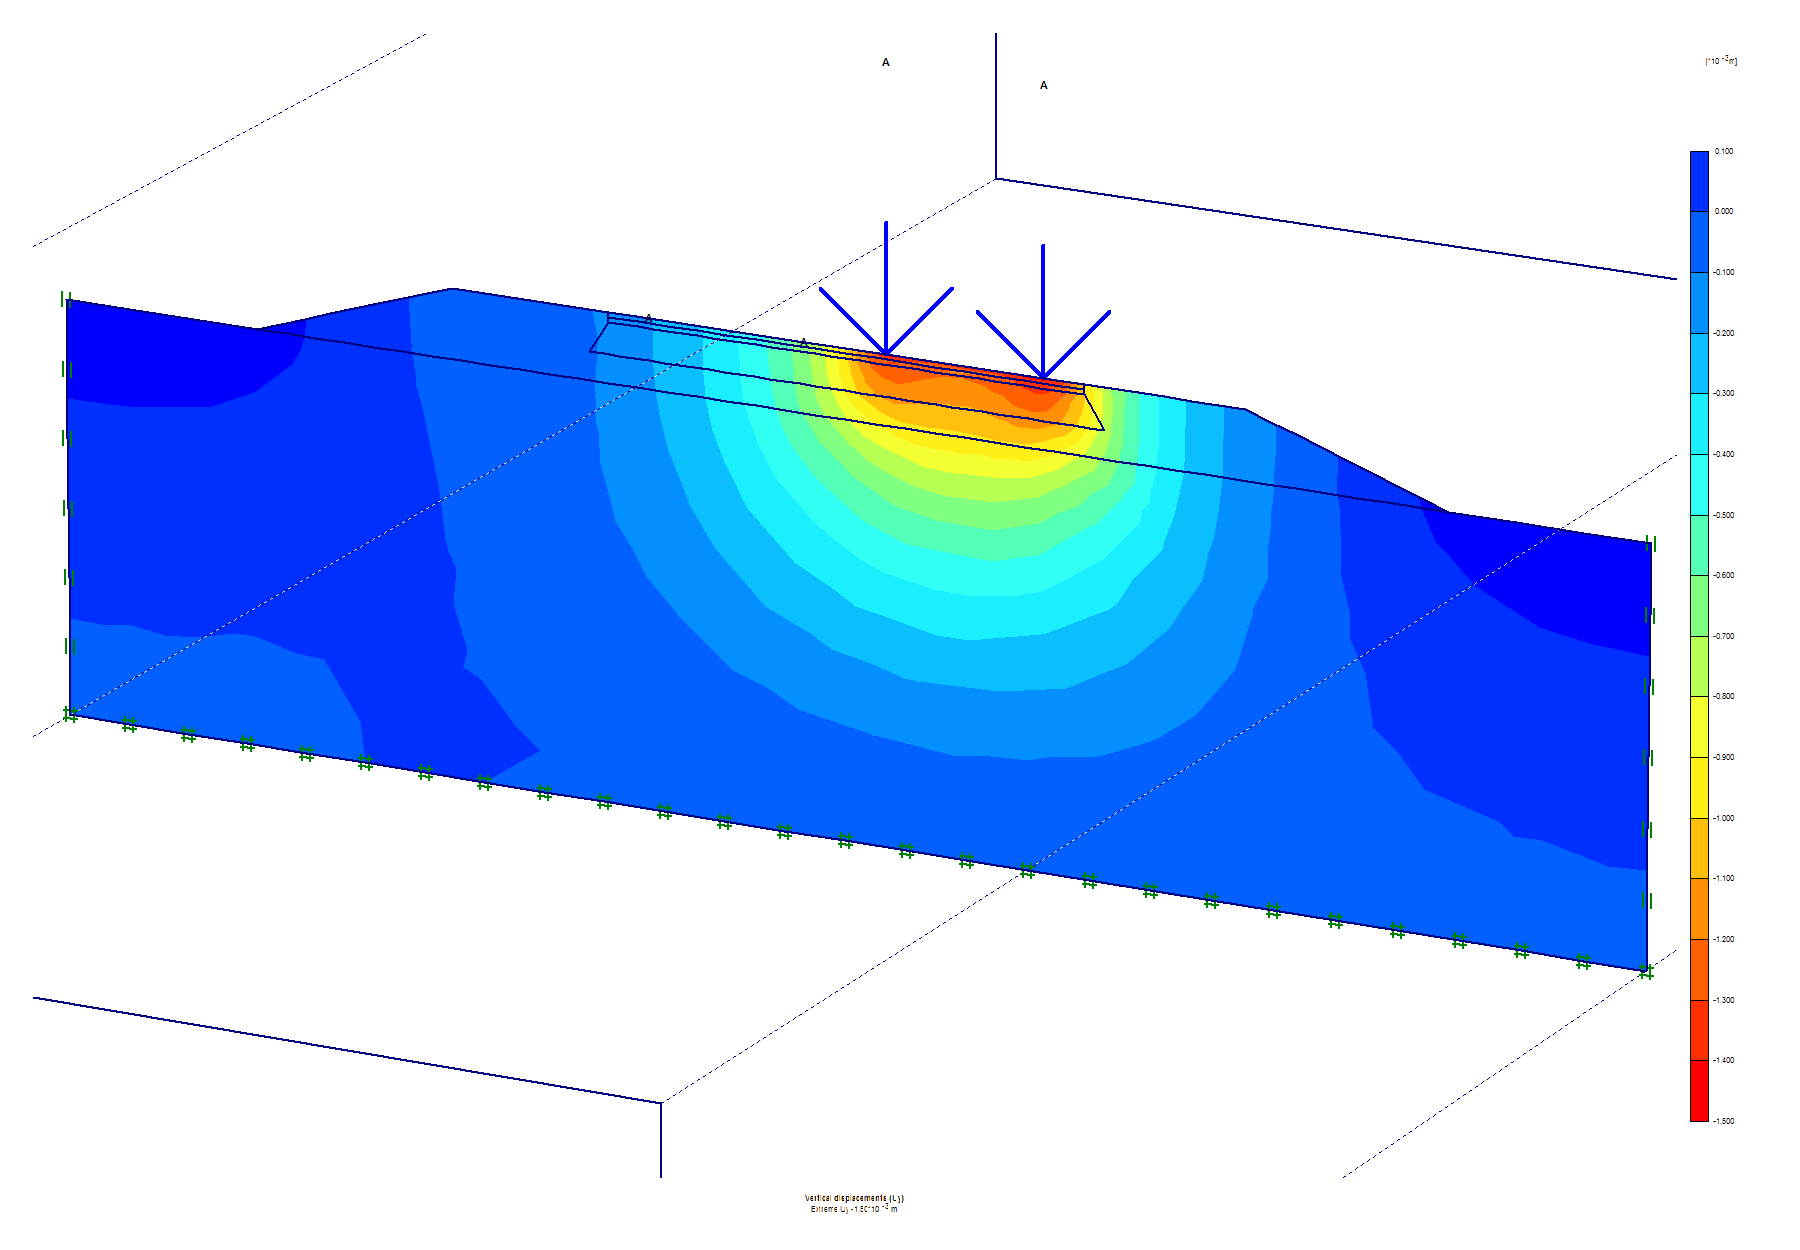 A
[*10 -3 m]
A
0.100
0.000
-0.100
-0.200
A
A
-0.300
-0.400
-0.500
-0.600
-0.700
-0.800
-0.900
-1.000
-1.100
-1.200
-1.300
-1.400
-1.500
Vertical displacements (Uy)
Extreme Uy -1,50*10 -3 m